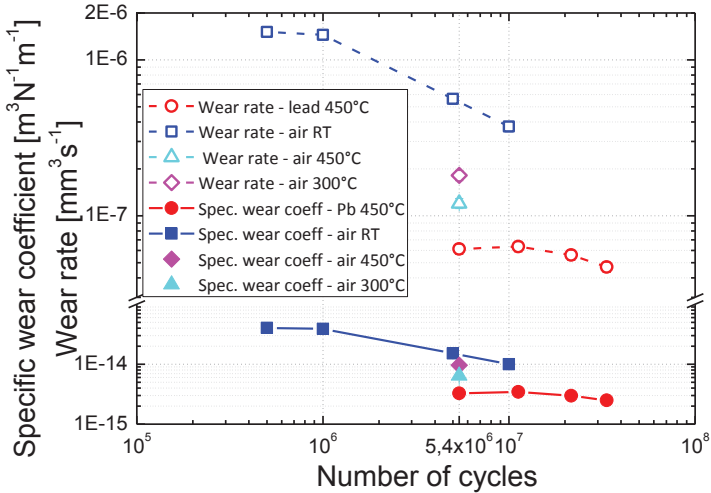 Specific wear coefficient [m³N⁻¹m⁻¹]
Wear rate [mm³s⁻¹]
2E-6
1E-6
1E-7
1E-14
1E-15
Wear rate - lead 450°C
Wear rate - air RT
Wear rate - air 450°C
Wear rate - air 300°C
Spec. wear coeff - Pb 450°C
Spec. wear coeff - air RT
Spec. wear coeff - air 450°C
Spec. wear coeff - air 300°C
10⁵ 10⁶ 5,4x10⁶ 10⁷ 10⁸
Number of cycles